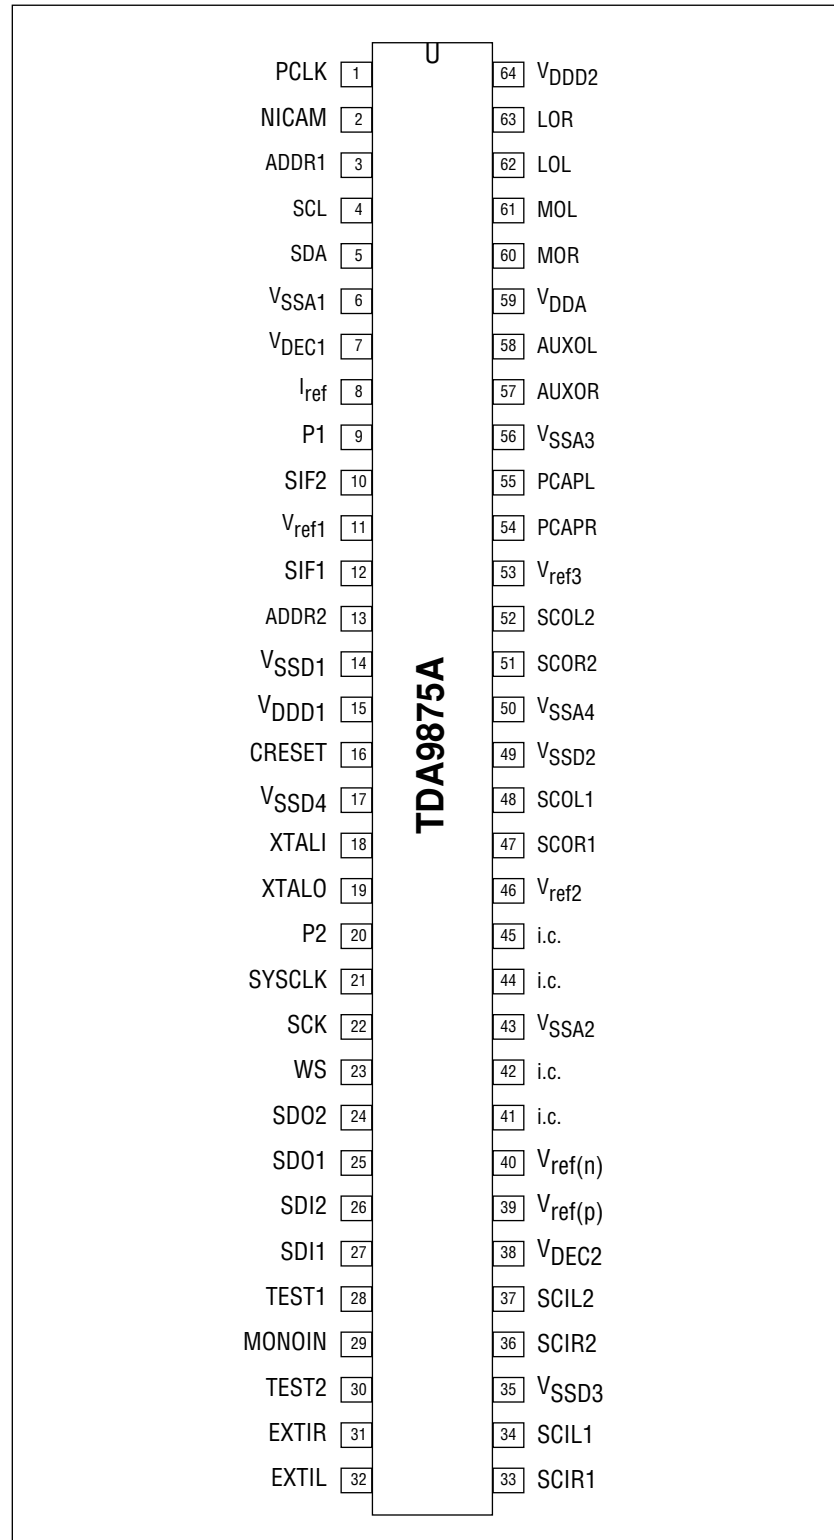 PCLK 1 64 VDDD2
NICAM 2 63 LOR
ADDR1 3 62 LOL
SCL 4 61 MOL
SDA 5 60 MOR
VSSA1 6 59 VDDA
VDEC1 7 58 AUXOL
Iref 8 57 AUXOR
P1 9 56 VSSA3
SIF2 10 55 PCAPL
Vref1 11 54 PCAPR
SIF1 12 53 Vref3
ADDR2 13 52 SCOL2
VSSD1 14 51 SCOR2
VDDD1 15 50 VSSA4
CRESET 16 49 VSSD2
VSSD4 17 48 SCOL1
XTALI 18 47 SCOR1
XTALO 19 46 Vref2
P2 20 45 i.c.
SYSCLK 21 44 i.c.
SCK 22 43 VSSA2
WS 23 42 i.c.
SDO2 24 41 i.c.
SDO1 25 40 Vref(n)
SDI2 26 39 Vref(p)
SDI1 27 38 VDEC2
TEST1 28 37 SCIL2
MONOIN 29 36 SCIR2
TEST2 30 35 VSSD3
EXTIR 31 34 SCIL1
EXTIL 32 33 SCIR1
TDA9875A